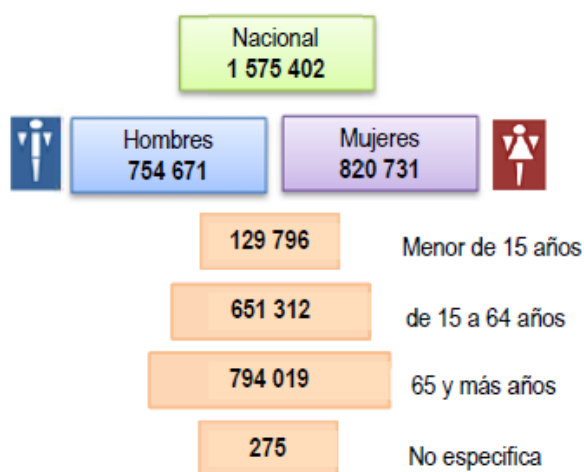 Nacional
1 575 402
Hombres
754 671
Mujeres
820 731
129 796
Menor de 15 años
651 312
de 15 a 64 años
794 019
65 y más años
275
No especifica